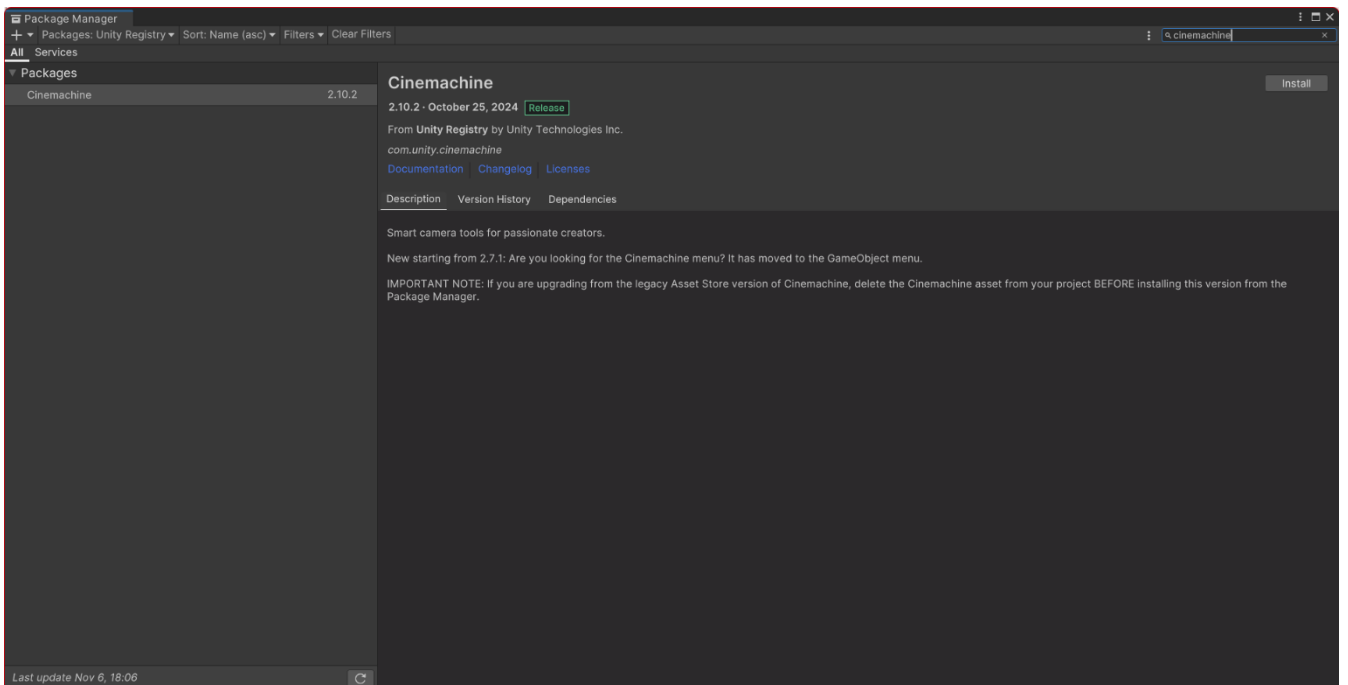 Package Manager
Packages: Unity Registry Sort: Name (asc) Filters Clear Filters cinemachine
All Services
Packages
Cinemachine 2.10.2
Cinemachine
Install
2.10.2 · October 25, 2024 Release
From Unity Registry by Unity Technologies Inc.
com.unity.cinemachine
Documentation Changelog Licenses
Description Version History Dependencies
Smart camera tools for passionate creators.
New starting from 2.7.1: Are you looking for the Cinemachine menu? It has moved to the GameObject menu.
IMPORTANT NOTE: If you are upgrading from the legacy Asset Store version of Cinemachine, delete the Cinemachine asset from your project BEFORE installing this version from the
Package Manager.
Last update Nov 6, 18:06